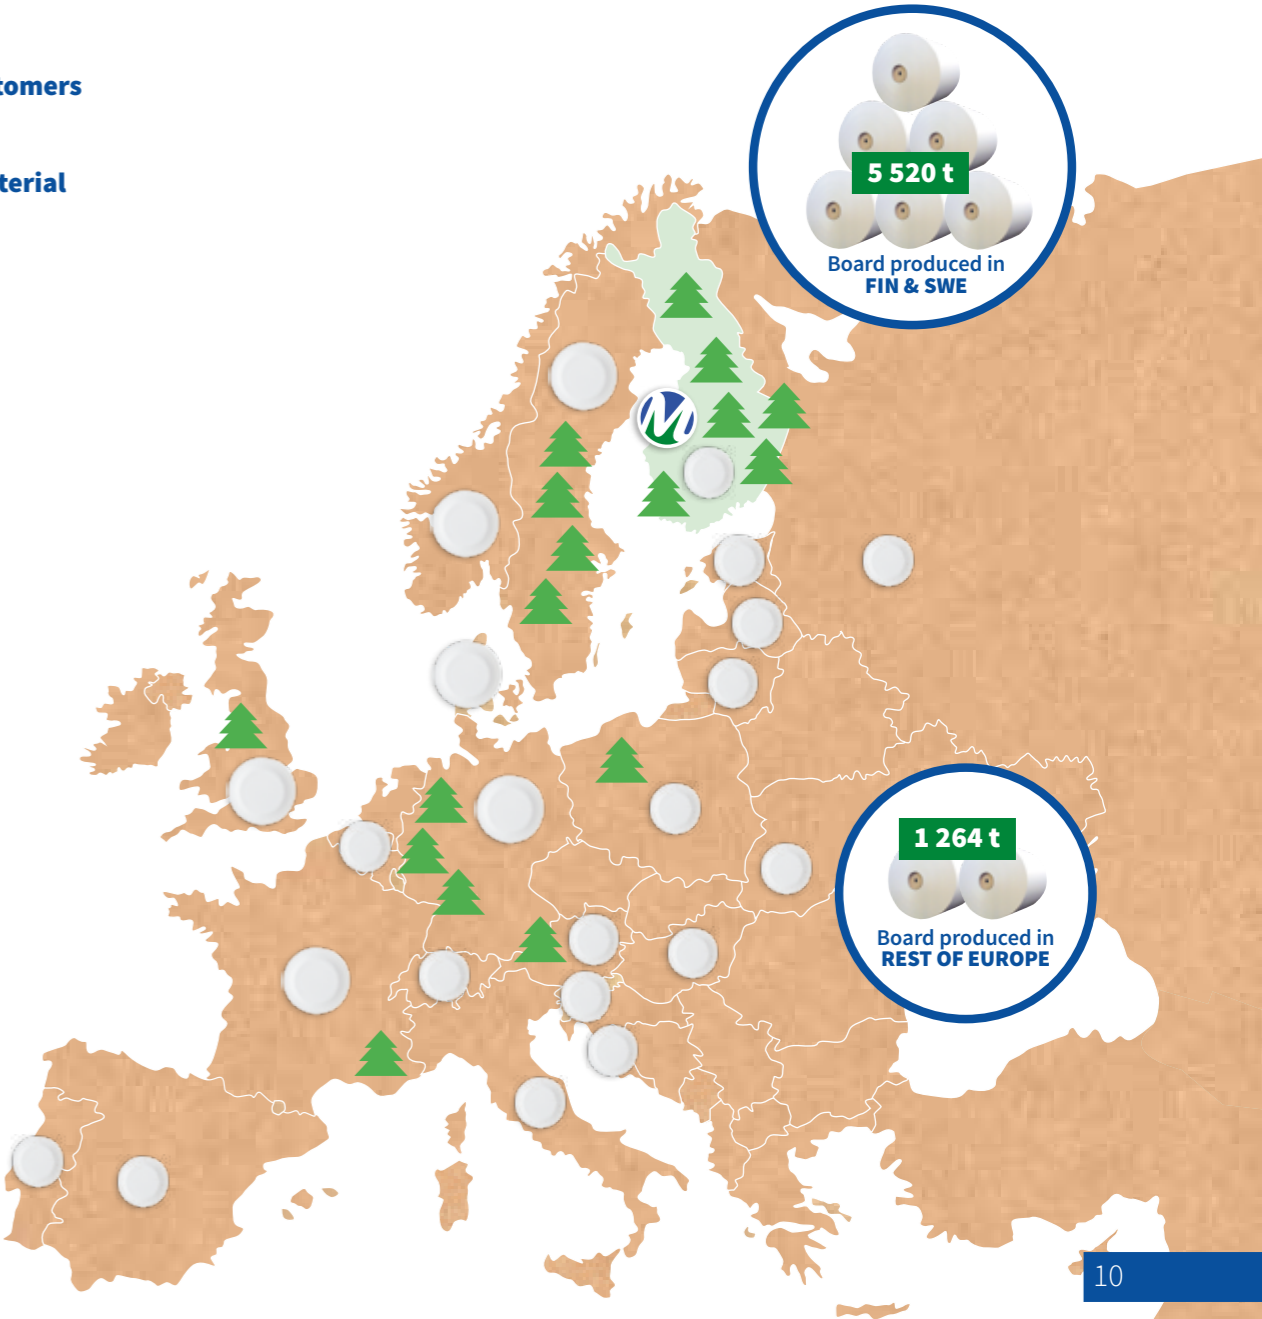 tomers
terial
5 520 t
Board produced in
FIN & SWE
M
1 264 t
Board produced in
REST OF EUROPE
10